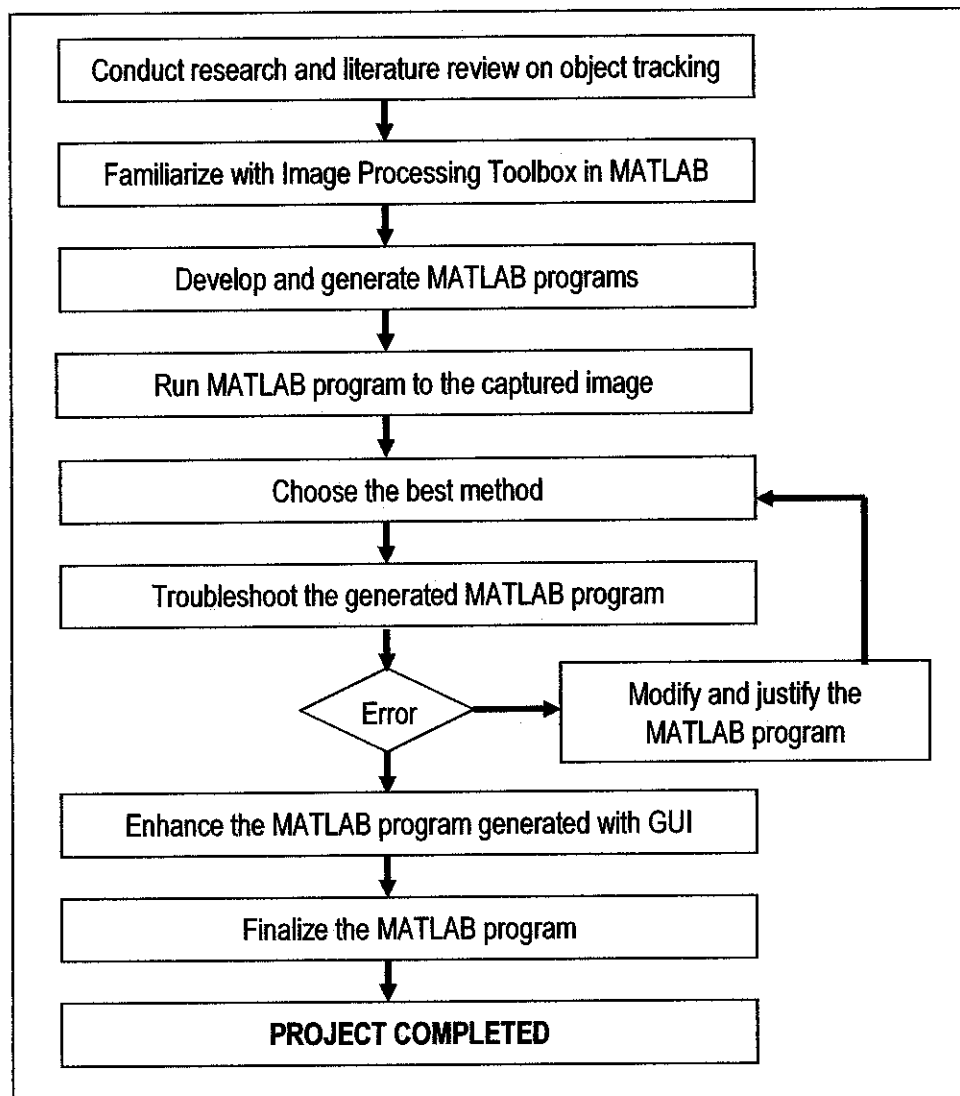 Conduct research and literature review on object tracking
Familiarize with Image Processing Toolbox in MATLAB
Develop and generate MATLAB programs
Run MATLAB program to the captured image
Choose the best method
Troubleshoot the generated MATLAB program
Error
Modify and justify the
MATLAB program
Enhance the MATLAB program generated with GUI
Finalize the MATLAB program
PROJECT COMPLETED